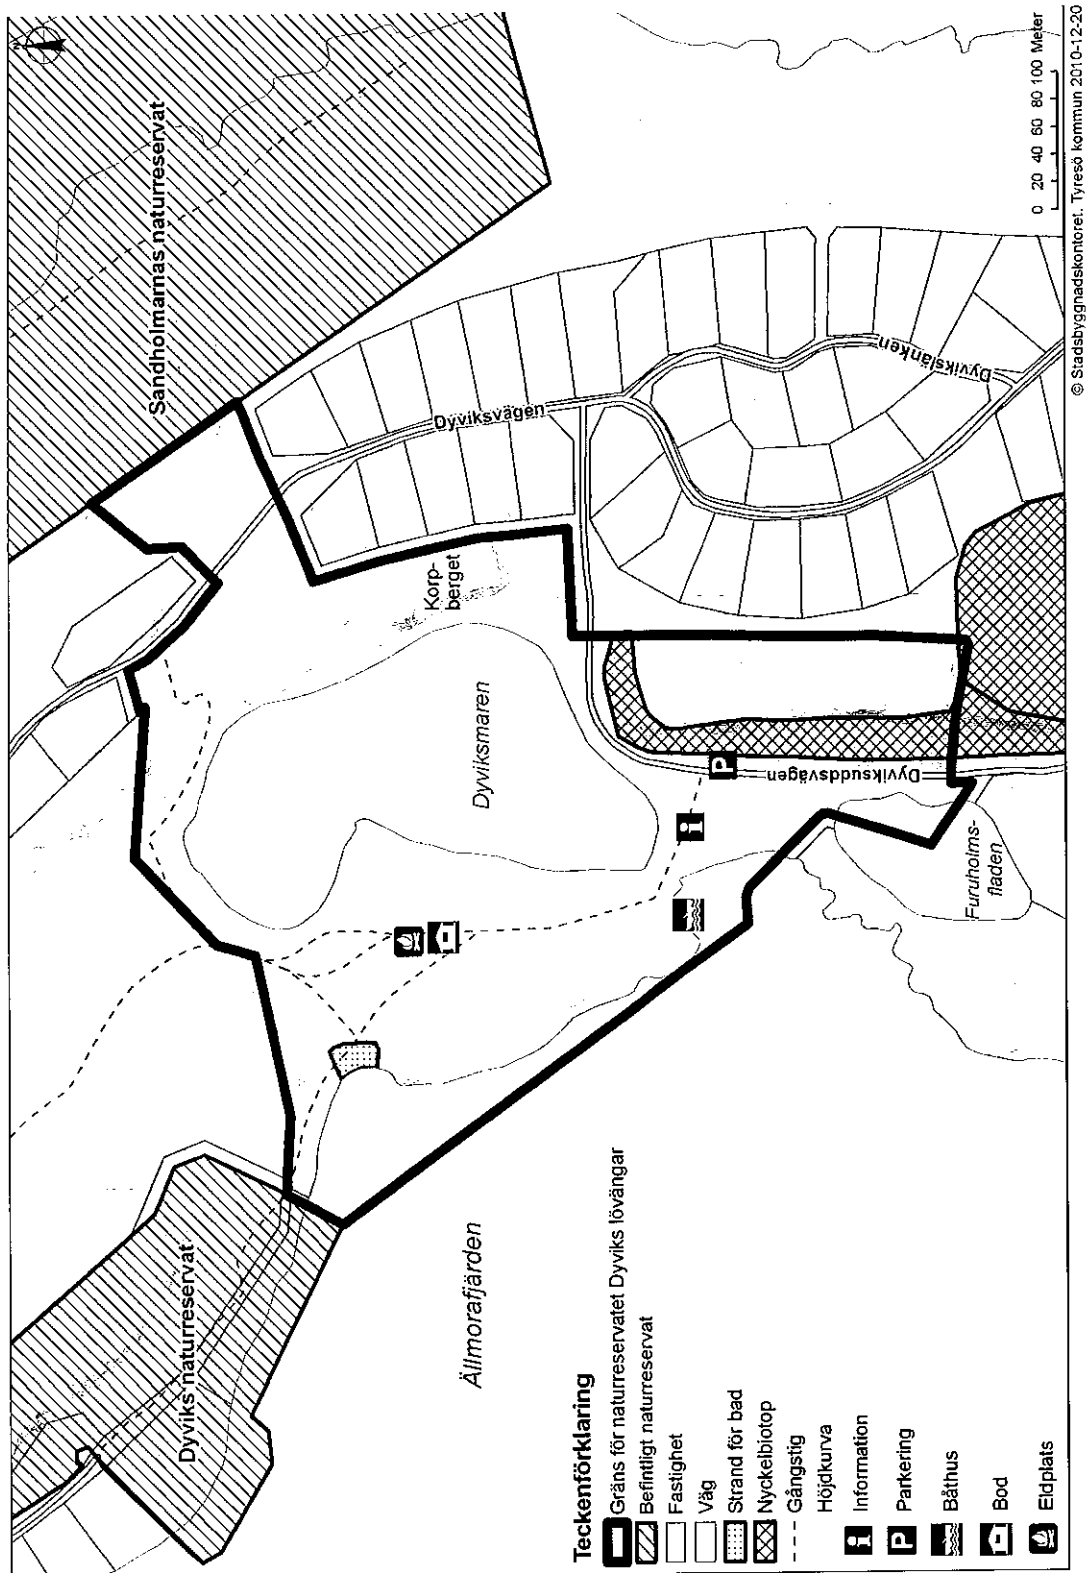 N
Sandholmarnas naturreservat
Dyviks naturreservat
Dyviksvägen
Korp-
berget
Dyviksmaren
Dyvikslänken
Ällmorafjärden
Dyviksuddsvägen
P
i
Furuholms-
fladen
Teckenförklaring
Gräns för naturreservatet Dyviks lövängar
Befintligt naturreservat
Fastighet
Väg
Strand för bad
Nyckelbiotop
Gångstig
Höjdkurva
i Information
P Parkering
Båthus
Bod
Eldplats
0 20 40 60 80 100 Meter
© Stadsbyggnadskontoret. Tyresö kommun 2010-12-20